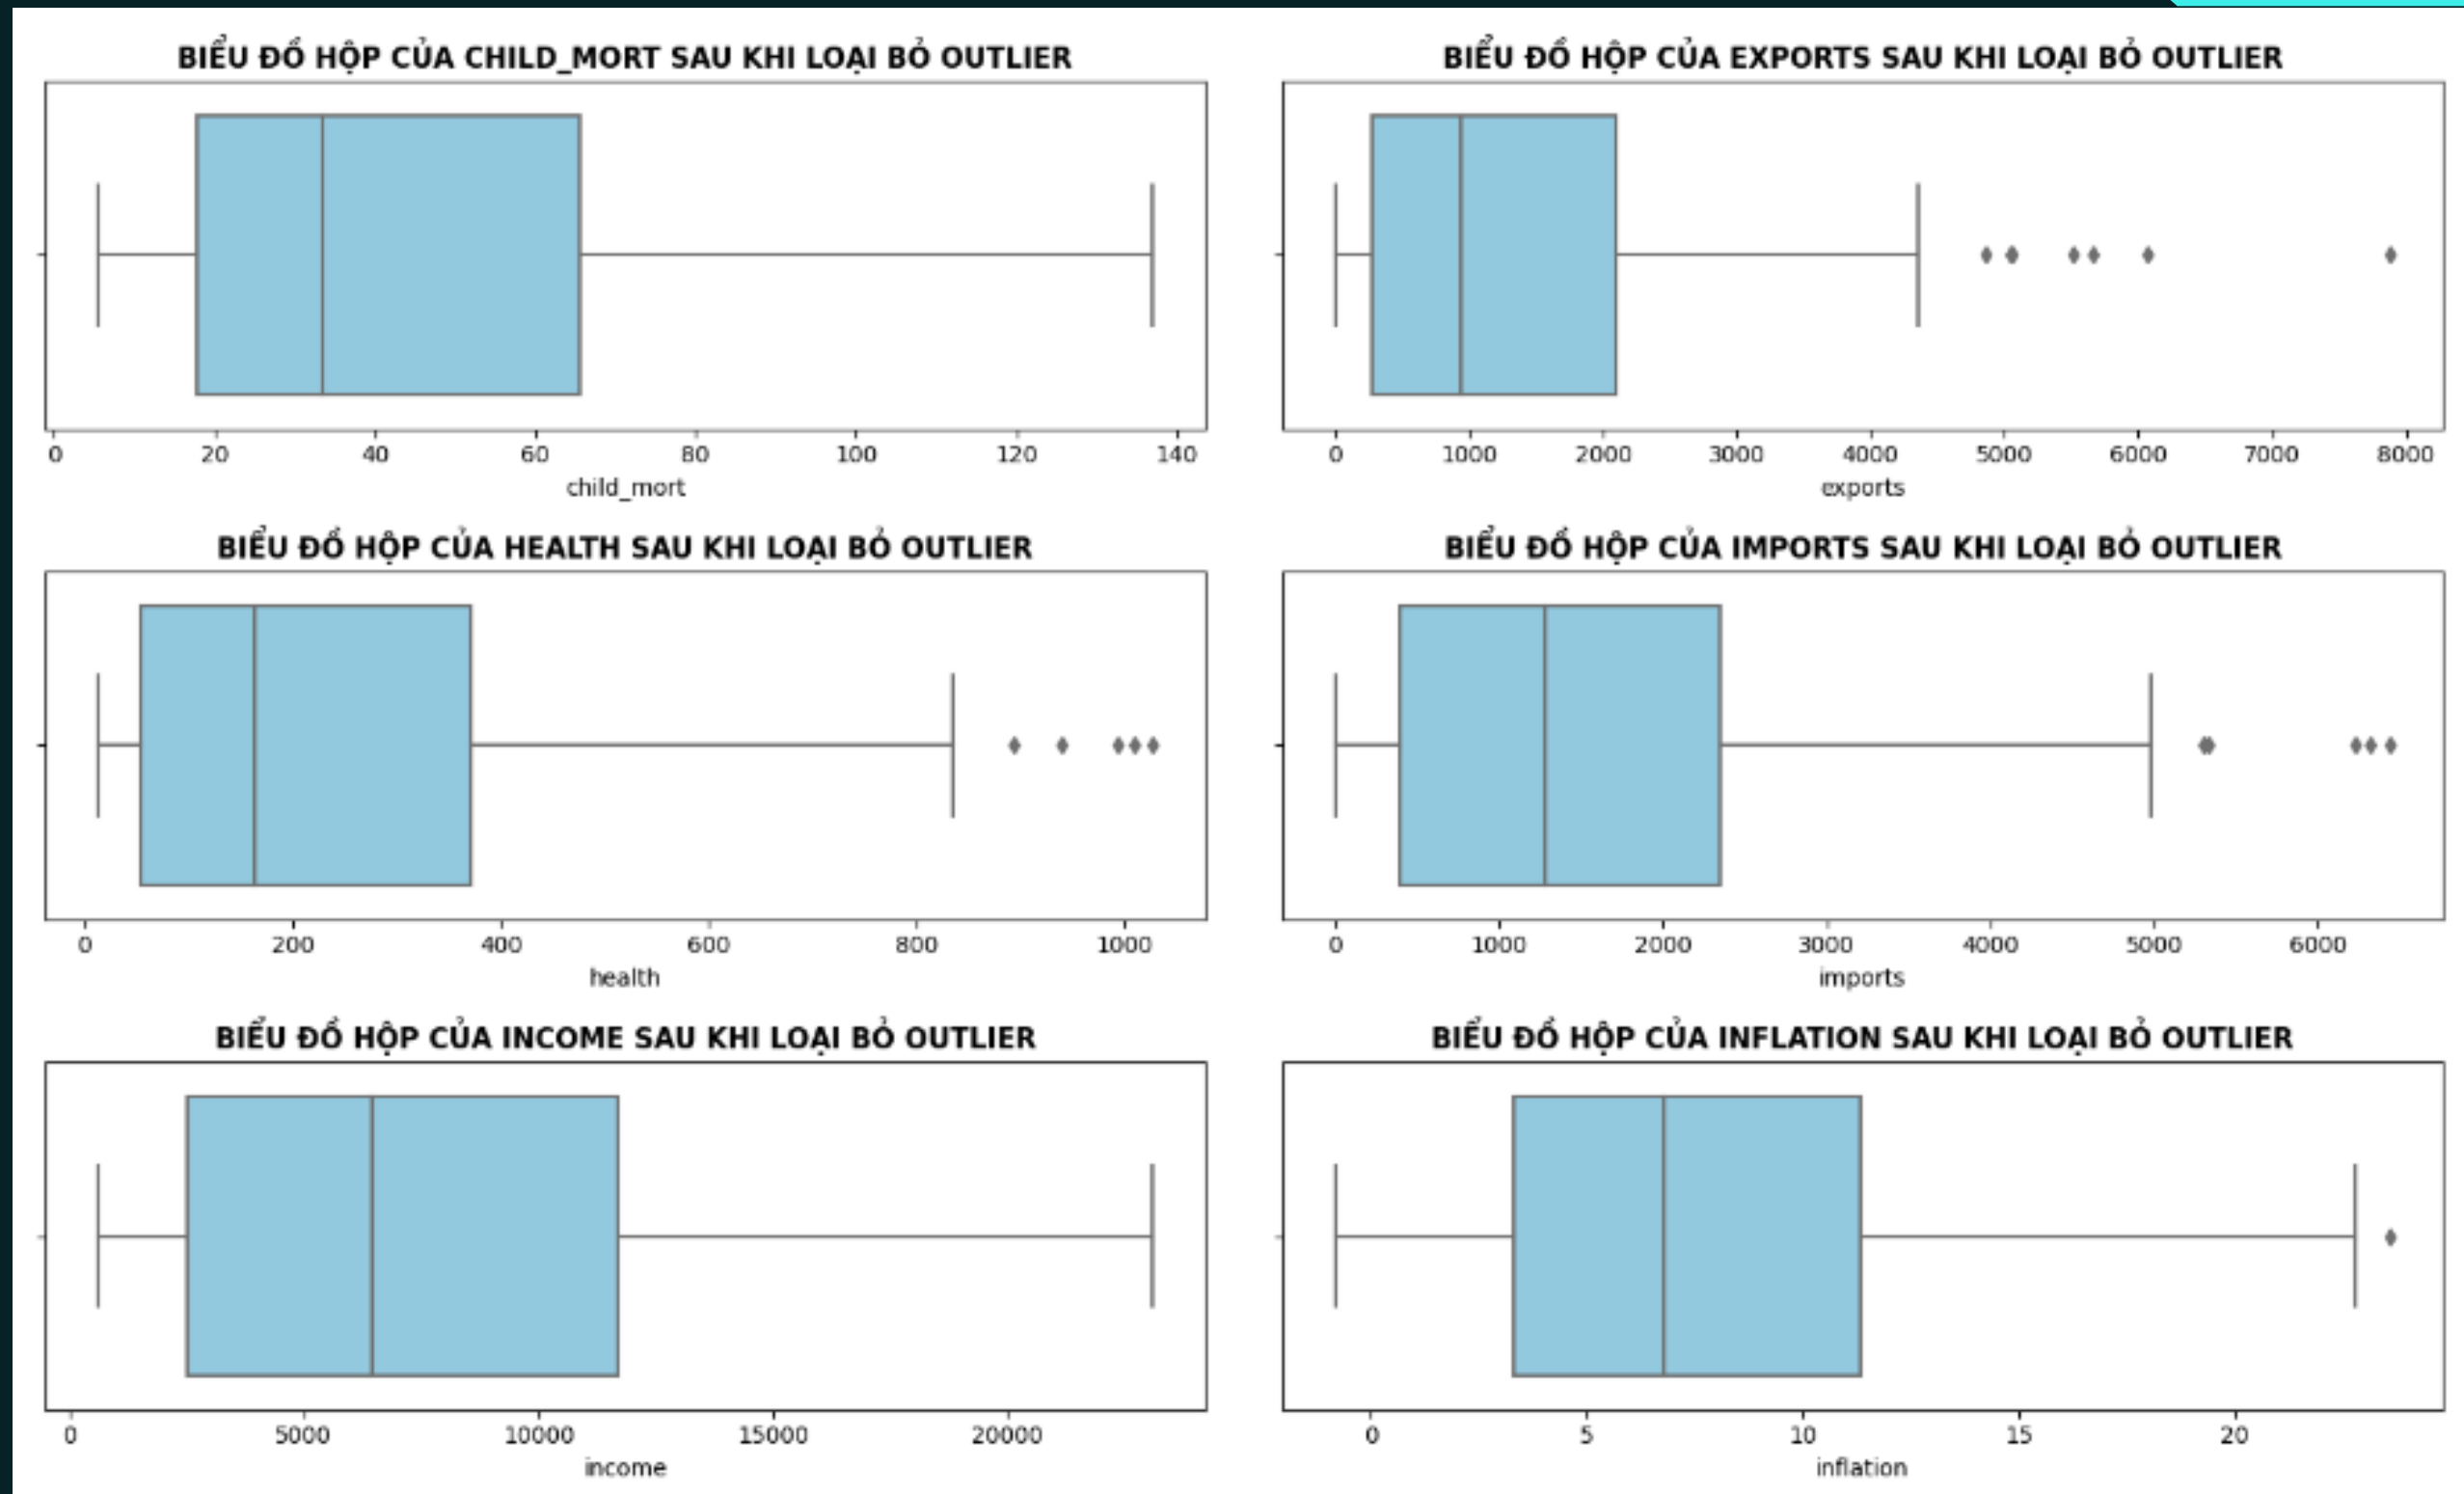 BIỂU ĐỒ HỘP CỦA CHILD_MORT SAU KHI LOẠI BỎ OUTLIER
0 20 40 60 80 100 120 140
child_mort
BIỂU ĐỒ HỘP CỦA EXPORTS SAU KHI LOẠI BỎ OUTLIER
0 1000 2000 3000 4000 5000 6000 7000 8000
exports
BIỂU ĐỒ HỘP CỦA HEALTH SAU KHI LOẠI BỎ OUTLIER
0 200 400 600 800 1000
health
BIỂU ĐỒ HỘP CỦA IMPORTS SAU KHI LOẠI BỎ OUTLIER
0 1000 2000 3000 4000 5000 6000
imports
BIỂU ĐỒ HỘP CỦA INCOME SAU KHI LOẠI BỎ OUTLIER
0 5000 10000 15000 20000
income
BIỂU ĐỒ HỘP CỦA INFLATION SAU KHI LOẠI BỎ OUTLIER
0 5 10 15 20
inflation